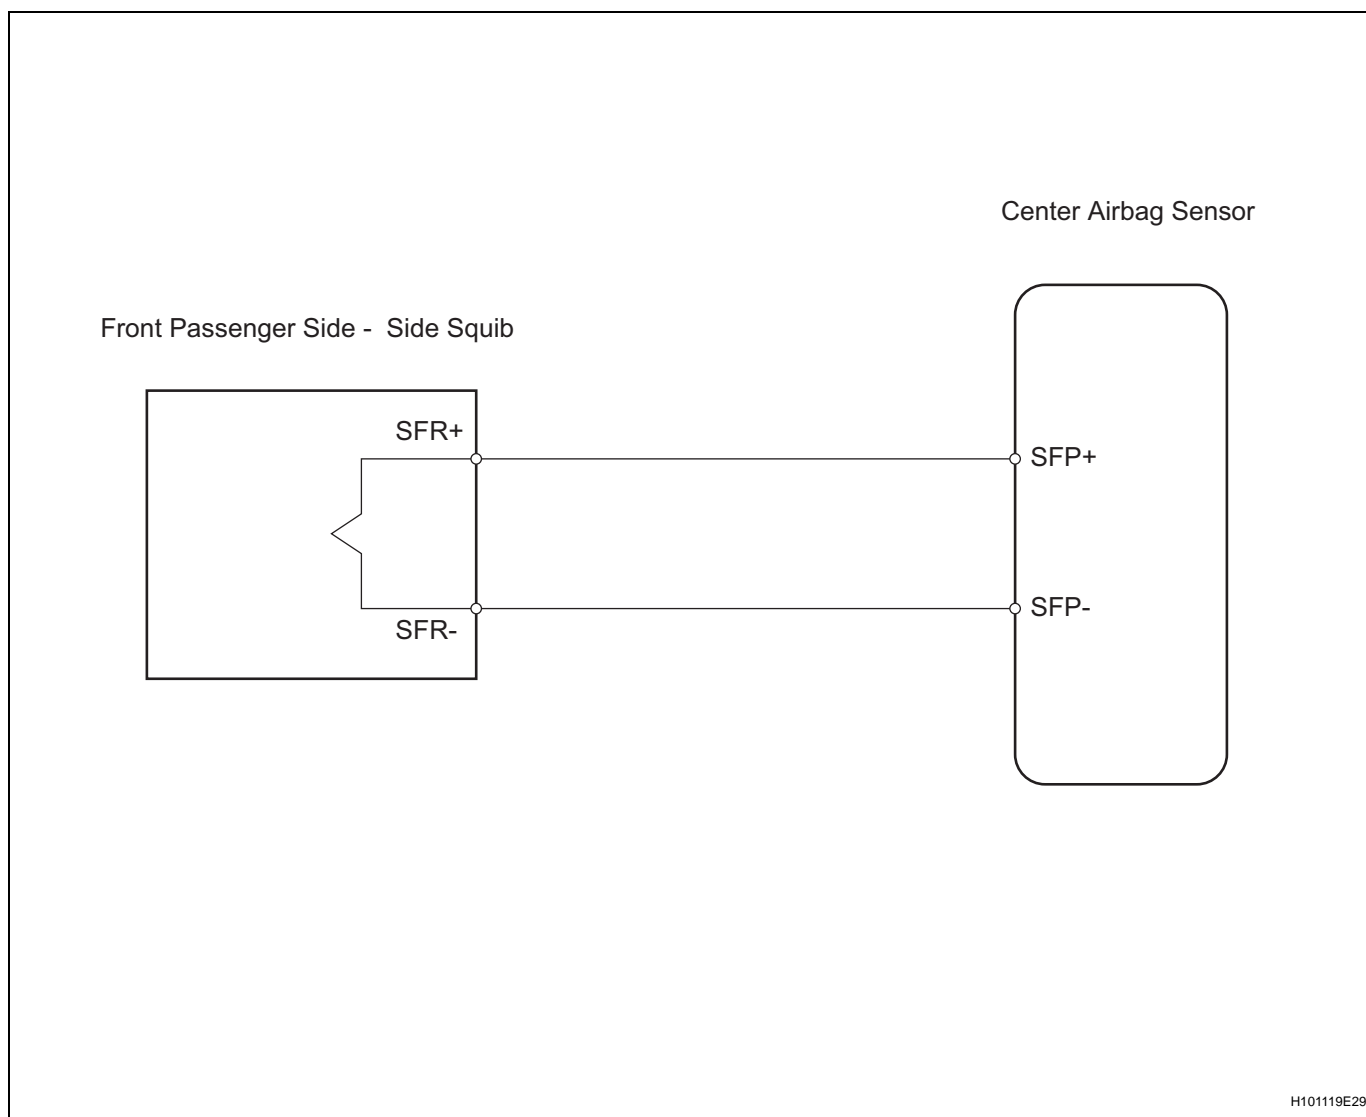 Center Airbag Sensor
Front Passenger Side - Side Squib
SFR+
SFP+
SFP-
SFR-
H101119E29